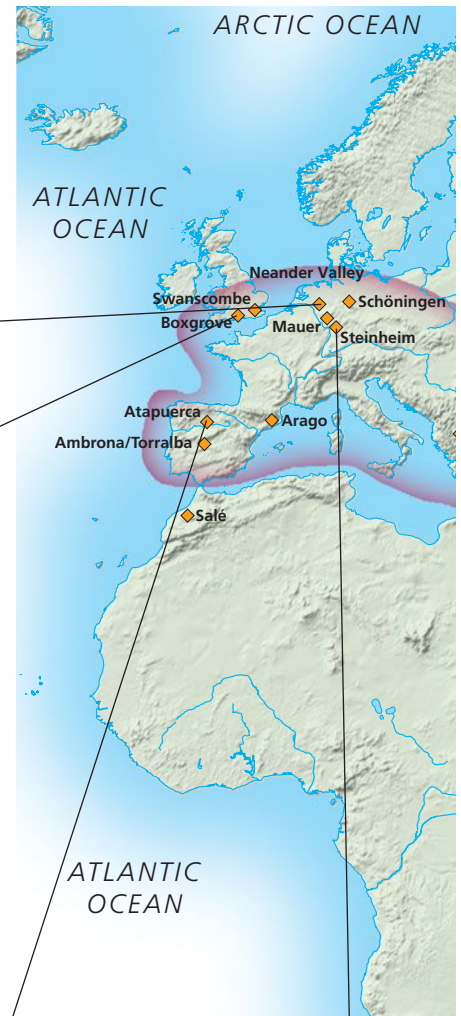 ARCTIC OCEAN
ATLANTIC
OCEAN
Neander Valley
Swanscombe
Schöningen
Boxgrove
Mauer
Steinheim
Atapuerca
Arago
Ambrona/Torralba
Salé
ATLANTIC
OCEAN